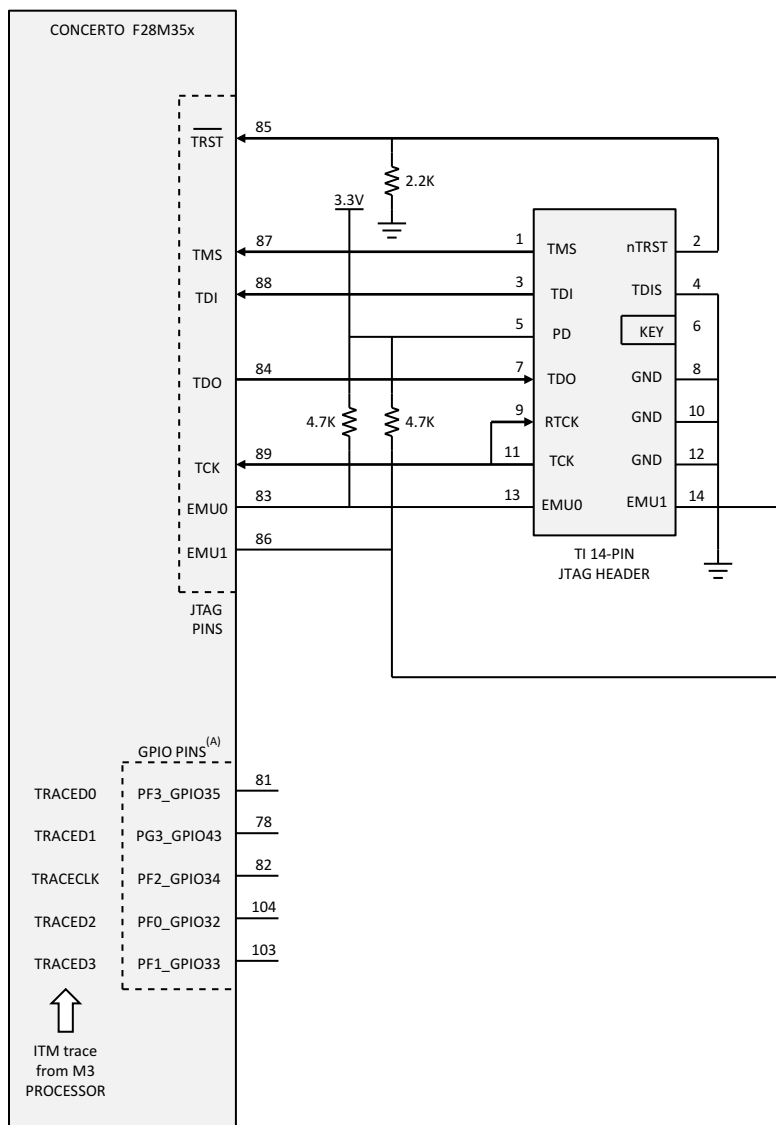 CONCERTO F28M35x
85
TRST
2.2K
3.3V
87
1
TMS
TMS
nTRST
2
88
3
TDI
TDI
TDIS
4
5
PD
KEY
6
84
7
TDO
TDO
GND
8
4.7K
4.7K
9
RTCK
GND
10
89
11
TCK
TCK
GND
12
83
13
EMU0
EMU0
EMU1
14
86
EMU1
TI 14-PIN
JTAG HEADER
JTAG
PINS
GPIO PINS(A)
TRACED0
PF3_GPIO35
81
TRACED1
PG3_GPIO43
78
TRACECLK
PF2_GPIO34
82
TRACED2
PF0_GPIO32
104
TRACED3
PF1_GPIO33
103
ITM trace
from M3
PROCESSOR